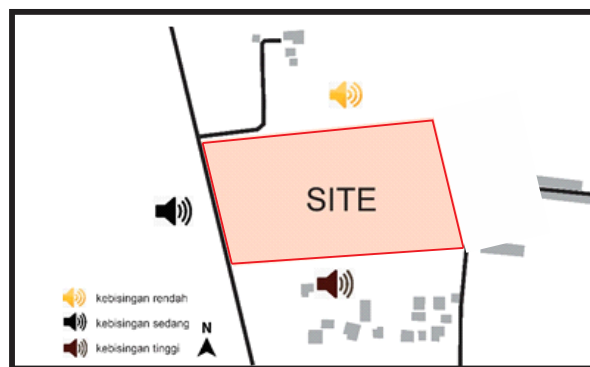 SITE
kebisingan rendah
kebisingan sedang
kebisingan tinggi
N